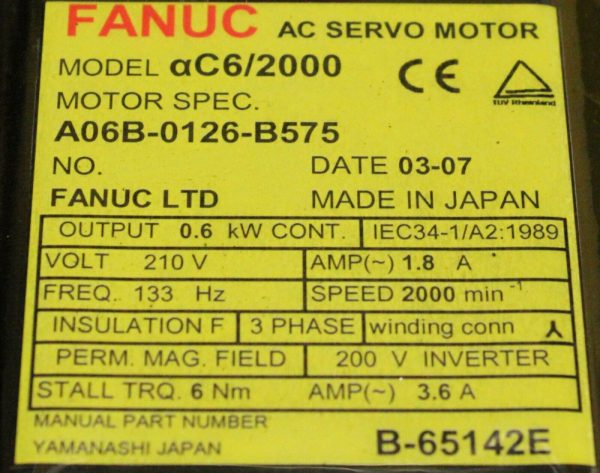 FANUC AC SERVO MOTOR
MODEL αC6/2000 CE
MOTOR SPEC. TÜV Rheinland
A06B-0126-B575
NO. DATE 03-07
FANUC LTD MADE IN JAPAN
OUTPUT 0.6 kW CONT. IEC34-1/A2:1989
VOLT 210 V AMP(~) 1.8 A
FREQ. 133 Hz SPEED 2000 min⁻¹
INSULATION F 3 PHASE winding conn
PERM. MAG. FIELD 200 V INVERTER
STALL TRQ. 6 Nm AMP(~) 3.6 A
MANUAL PART NUMBER
YAMANASHI JAPAN B-65142E